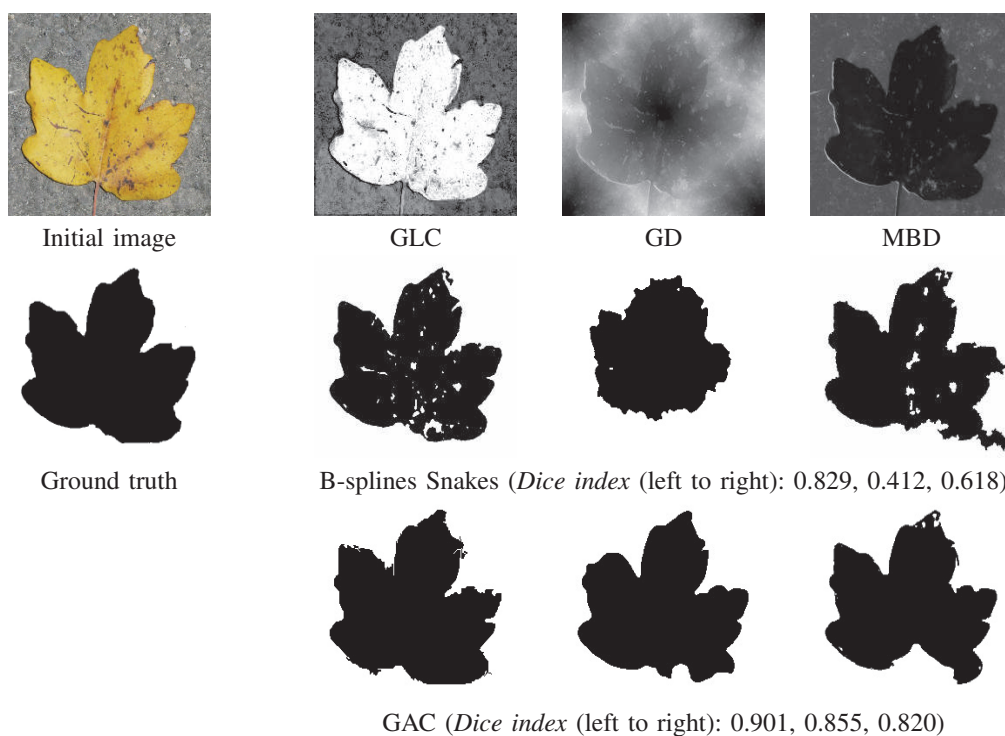 Initial image
GLC
GD
MBD
Ground truth
B-splines Snakes (Dice index (left to right): 0.829, 0.412, 0.618)
GAC (Dice index (left to right): 0.901, 0.855, 0.820)